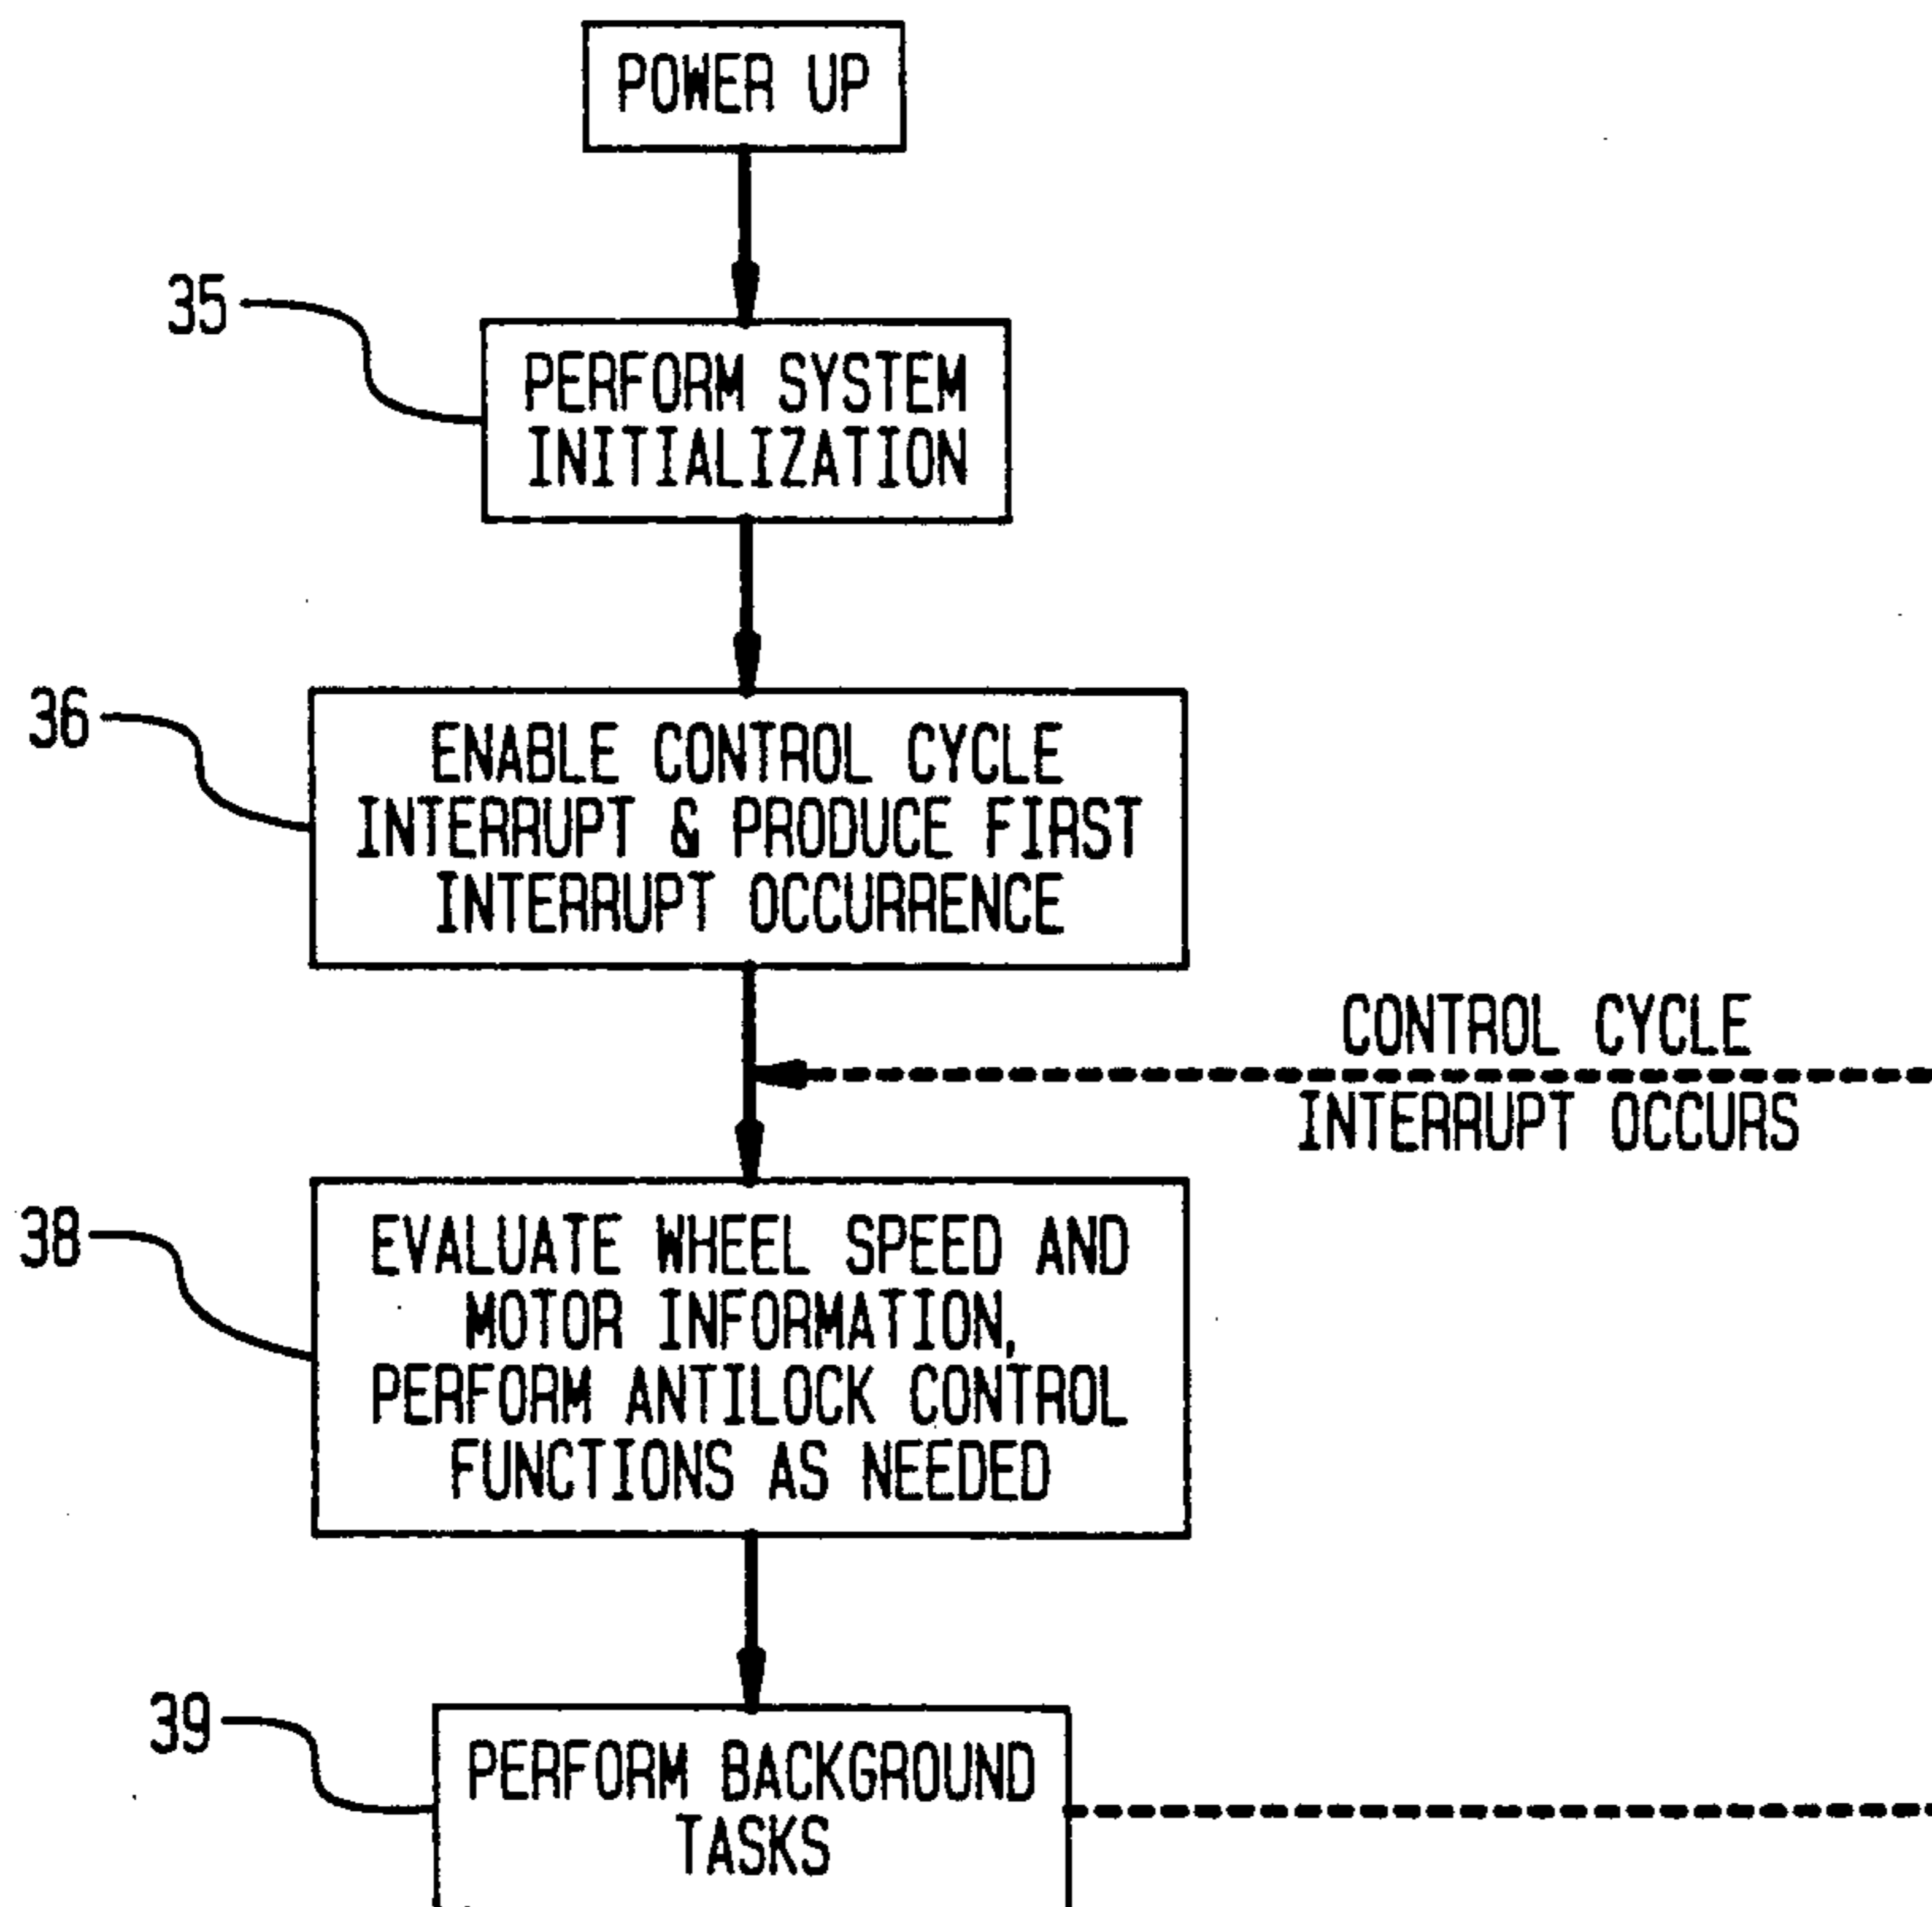 POWER UP
35
PERFORM SYSTEM
INITIALIZATION
36
ENABLE CONTROL CYCLE
INTERRUPT & PRODUCE FIRST
INTERRUPT OCCURRENCE
CONTROL CYCLE
INTERRUPT OCCURS
38
EVALUATE WHEEL SPEED AND
MOTOR INFORMATION,
PERFORM ANTILOCK CONTROL
FUNCTIONS AS NEEDED
39
PERFORM BACKGROUND
TASKS